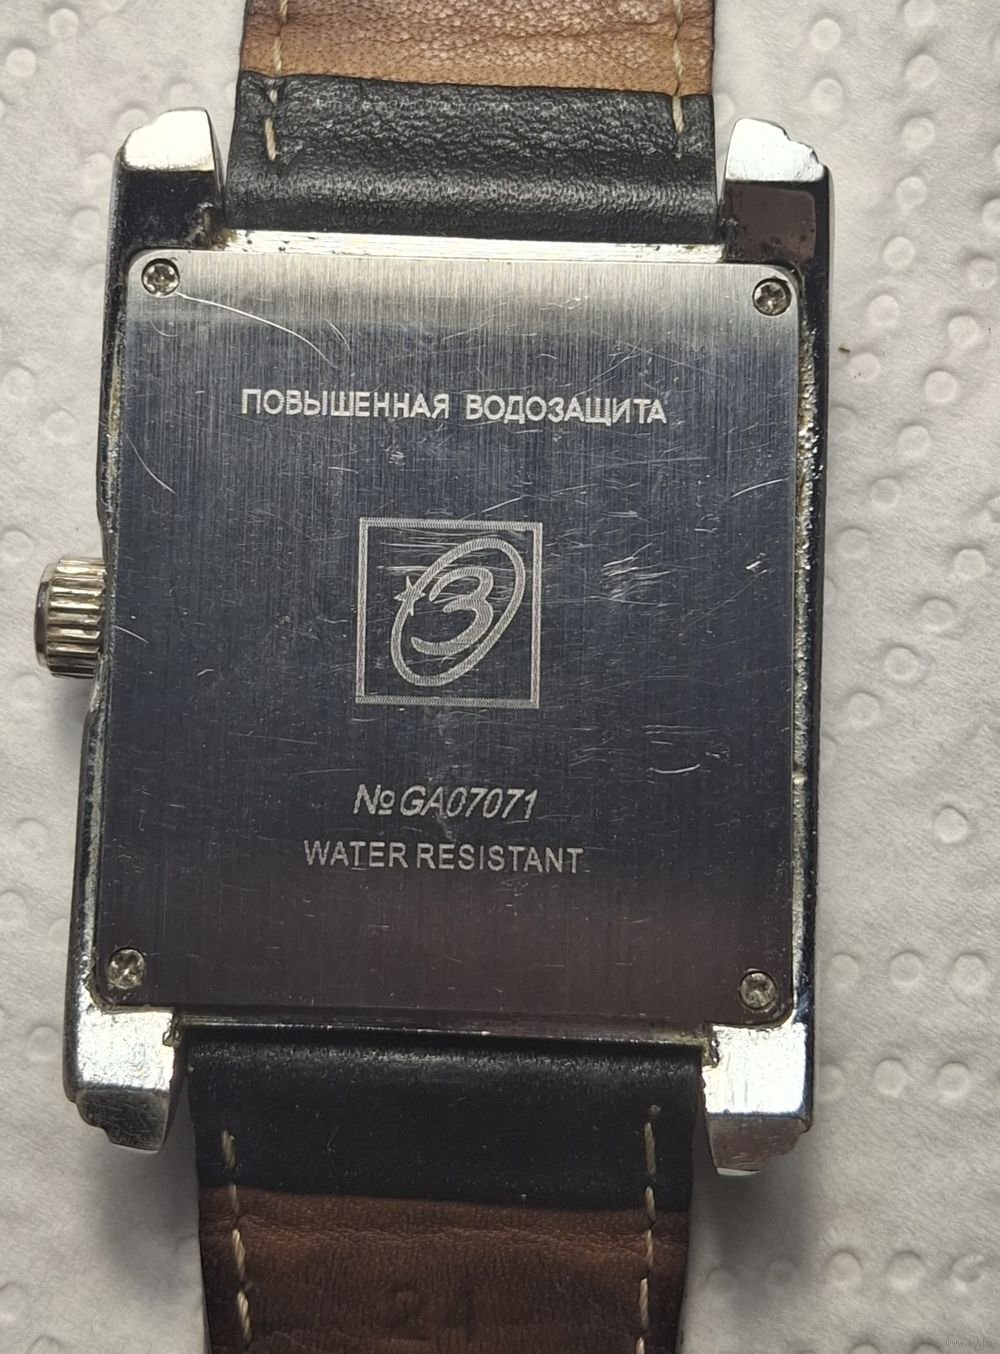 ПОВЫШЕННАЯ ВОДОЗАЩИТА
З
№GA07071
WATER RESISTANT